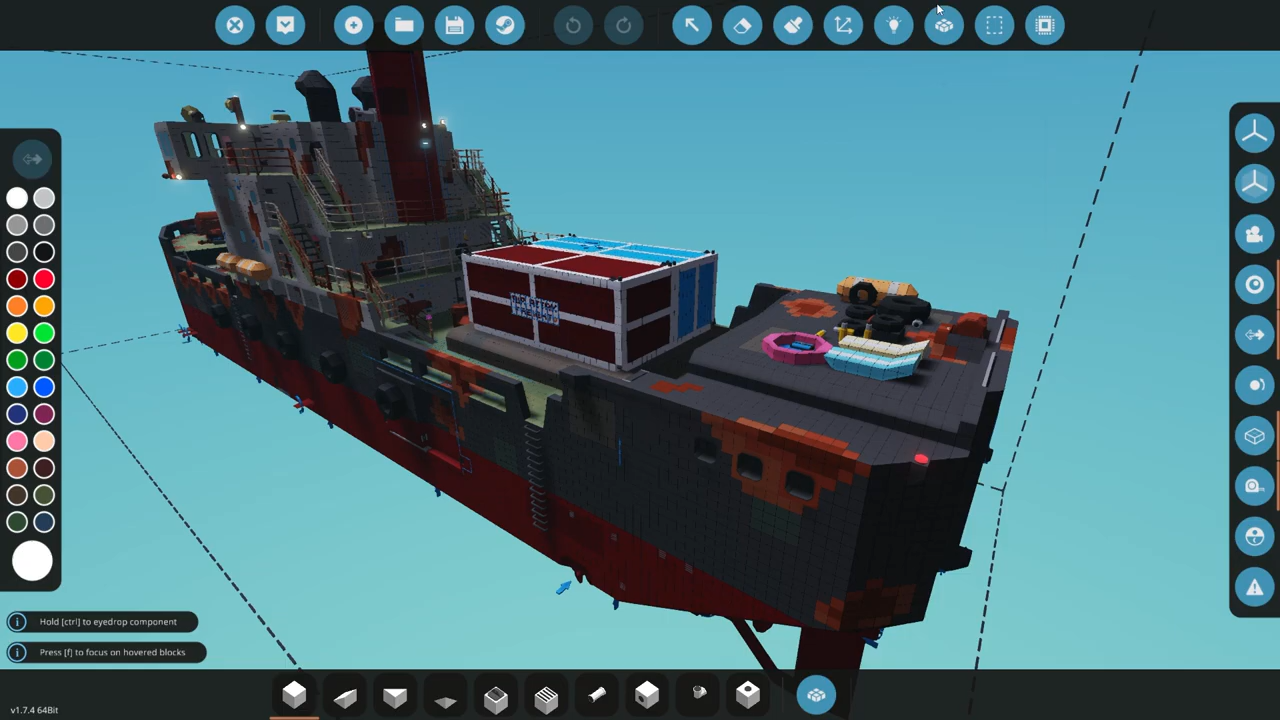 Hold [ctrl] to eyedrop component
Press [f] to focus on hovered blocks
v1.7.4 64Bit